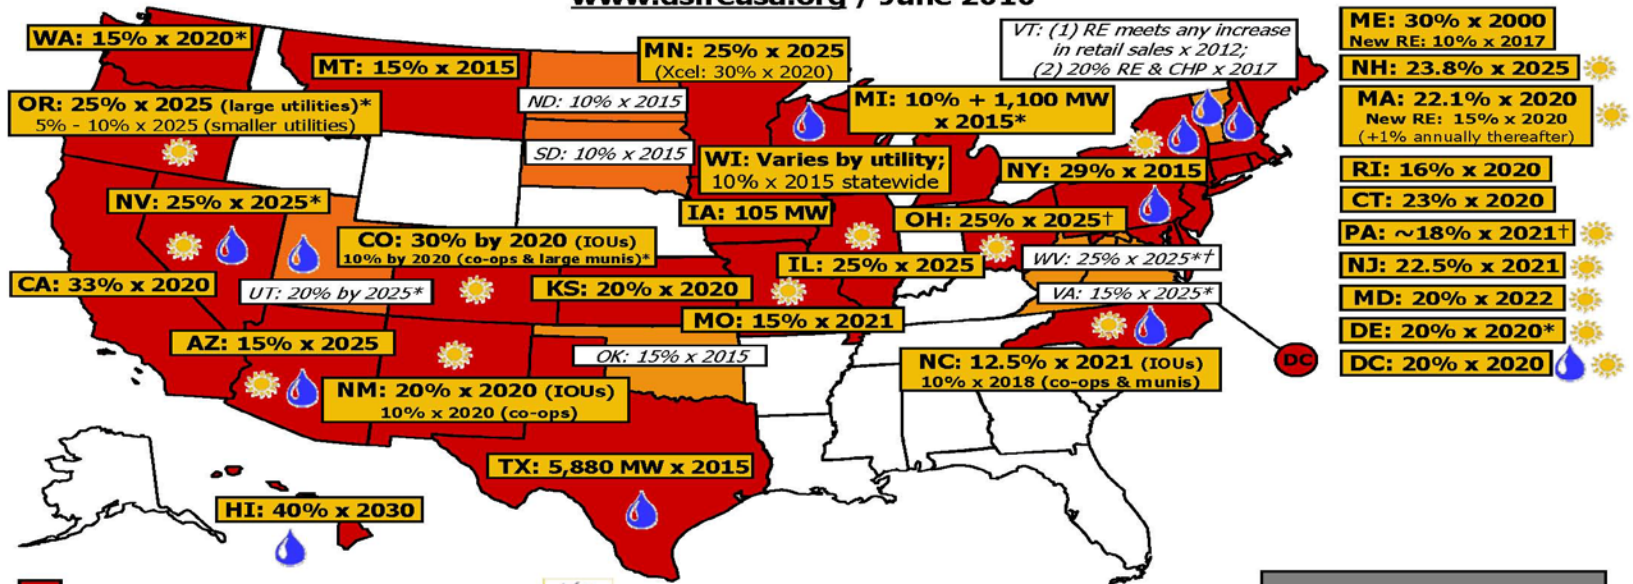 www.dsireusa.org / June 2010
WA: 15% x 2020*
MT: 15% x 2015
MN: 25% x 2025
(Xcel: 30% x 2020)
VT: (1) RE meets any increase
in retail sales x 2012;
(2) 20% RE & CHP x 2017
ME: 30% x 2000
New RE: 10% x 2017
NH: 23.8% x 2025
OR: 25% x 2025 (large utilities)*
5% - 10% x 2025 (smaller utilities)
ND: 10% x 2015
MI: 10% + 1,100 MW
x 2015*
MA: 22.1% x 2020
New RE: 15% x 2020
(+1% annually thereafter)
SD: 10% x 2015
WI: Varies by utility;
10% x 2015 statewide
NY: 29% x 2015
RI: 16% x 2020
NV: 25% x 2025*
IA: 105 MW
OH: 25% x 2025†
CT: 23% x 2020
CO: 30% by 2020 (IOUs)
10% by 2020 (co-ops & large munis)*
PA: ~18% x 2021†
WV: 25% x 2025*†
IL: 25% x 2025
NJ: 22.5% x 2021
CA: 33% x 2020
UT: 20% by 2025*
KS: 20% x 2020
VA: 15% x 2025*
MD: 20% x 2022
MO: 15% x 2021
AZ: 15% x 2025
DE: 20% x 2020*
OK: 15% x 2015
NC: 12.5% x 2021 (IOUs)
10% x 2018 (co-ops & munis)
DC
DC: 20% x 2020
NM: 20% x 2020 (IOUs)
10% x 2020 (co-ops)
TX: 5,880 MW x 2015
HI: 40% x 2030